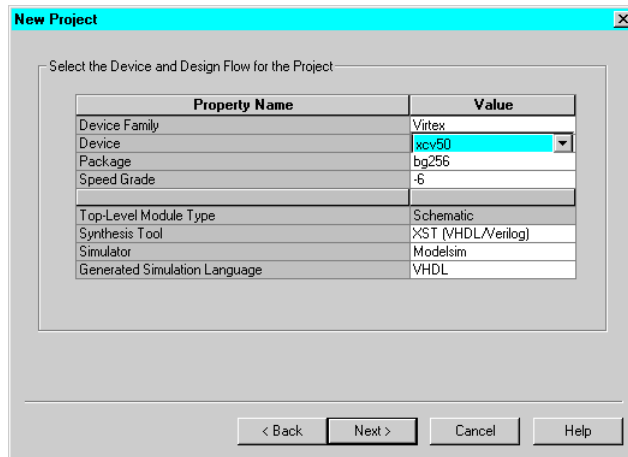 New Project
Select the Device and Design Flow for the Project
Property Name Value
Device Family Virtex
Device xcv50
Package bg256
Speed Grade -6
Top-Level Module Type Schematic
Synthesis Tool XST (VHDL/Verilog)
Simulator Modelsim
Generated Simulation Language VHDL
< Back Next > Cancel Help